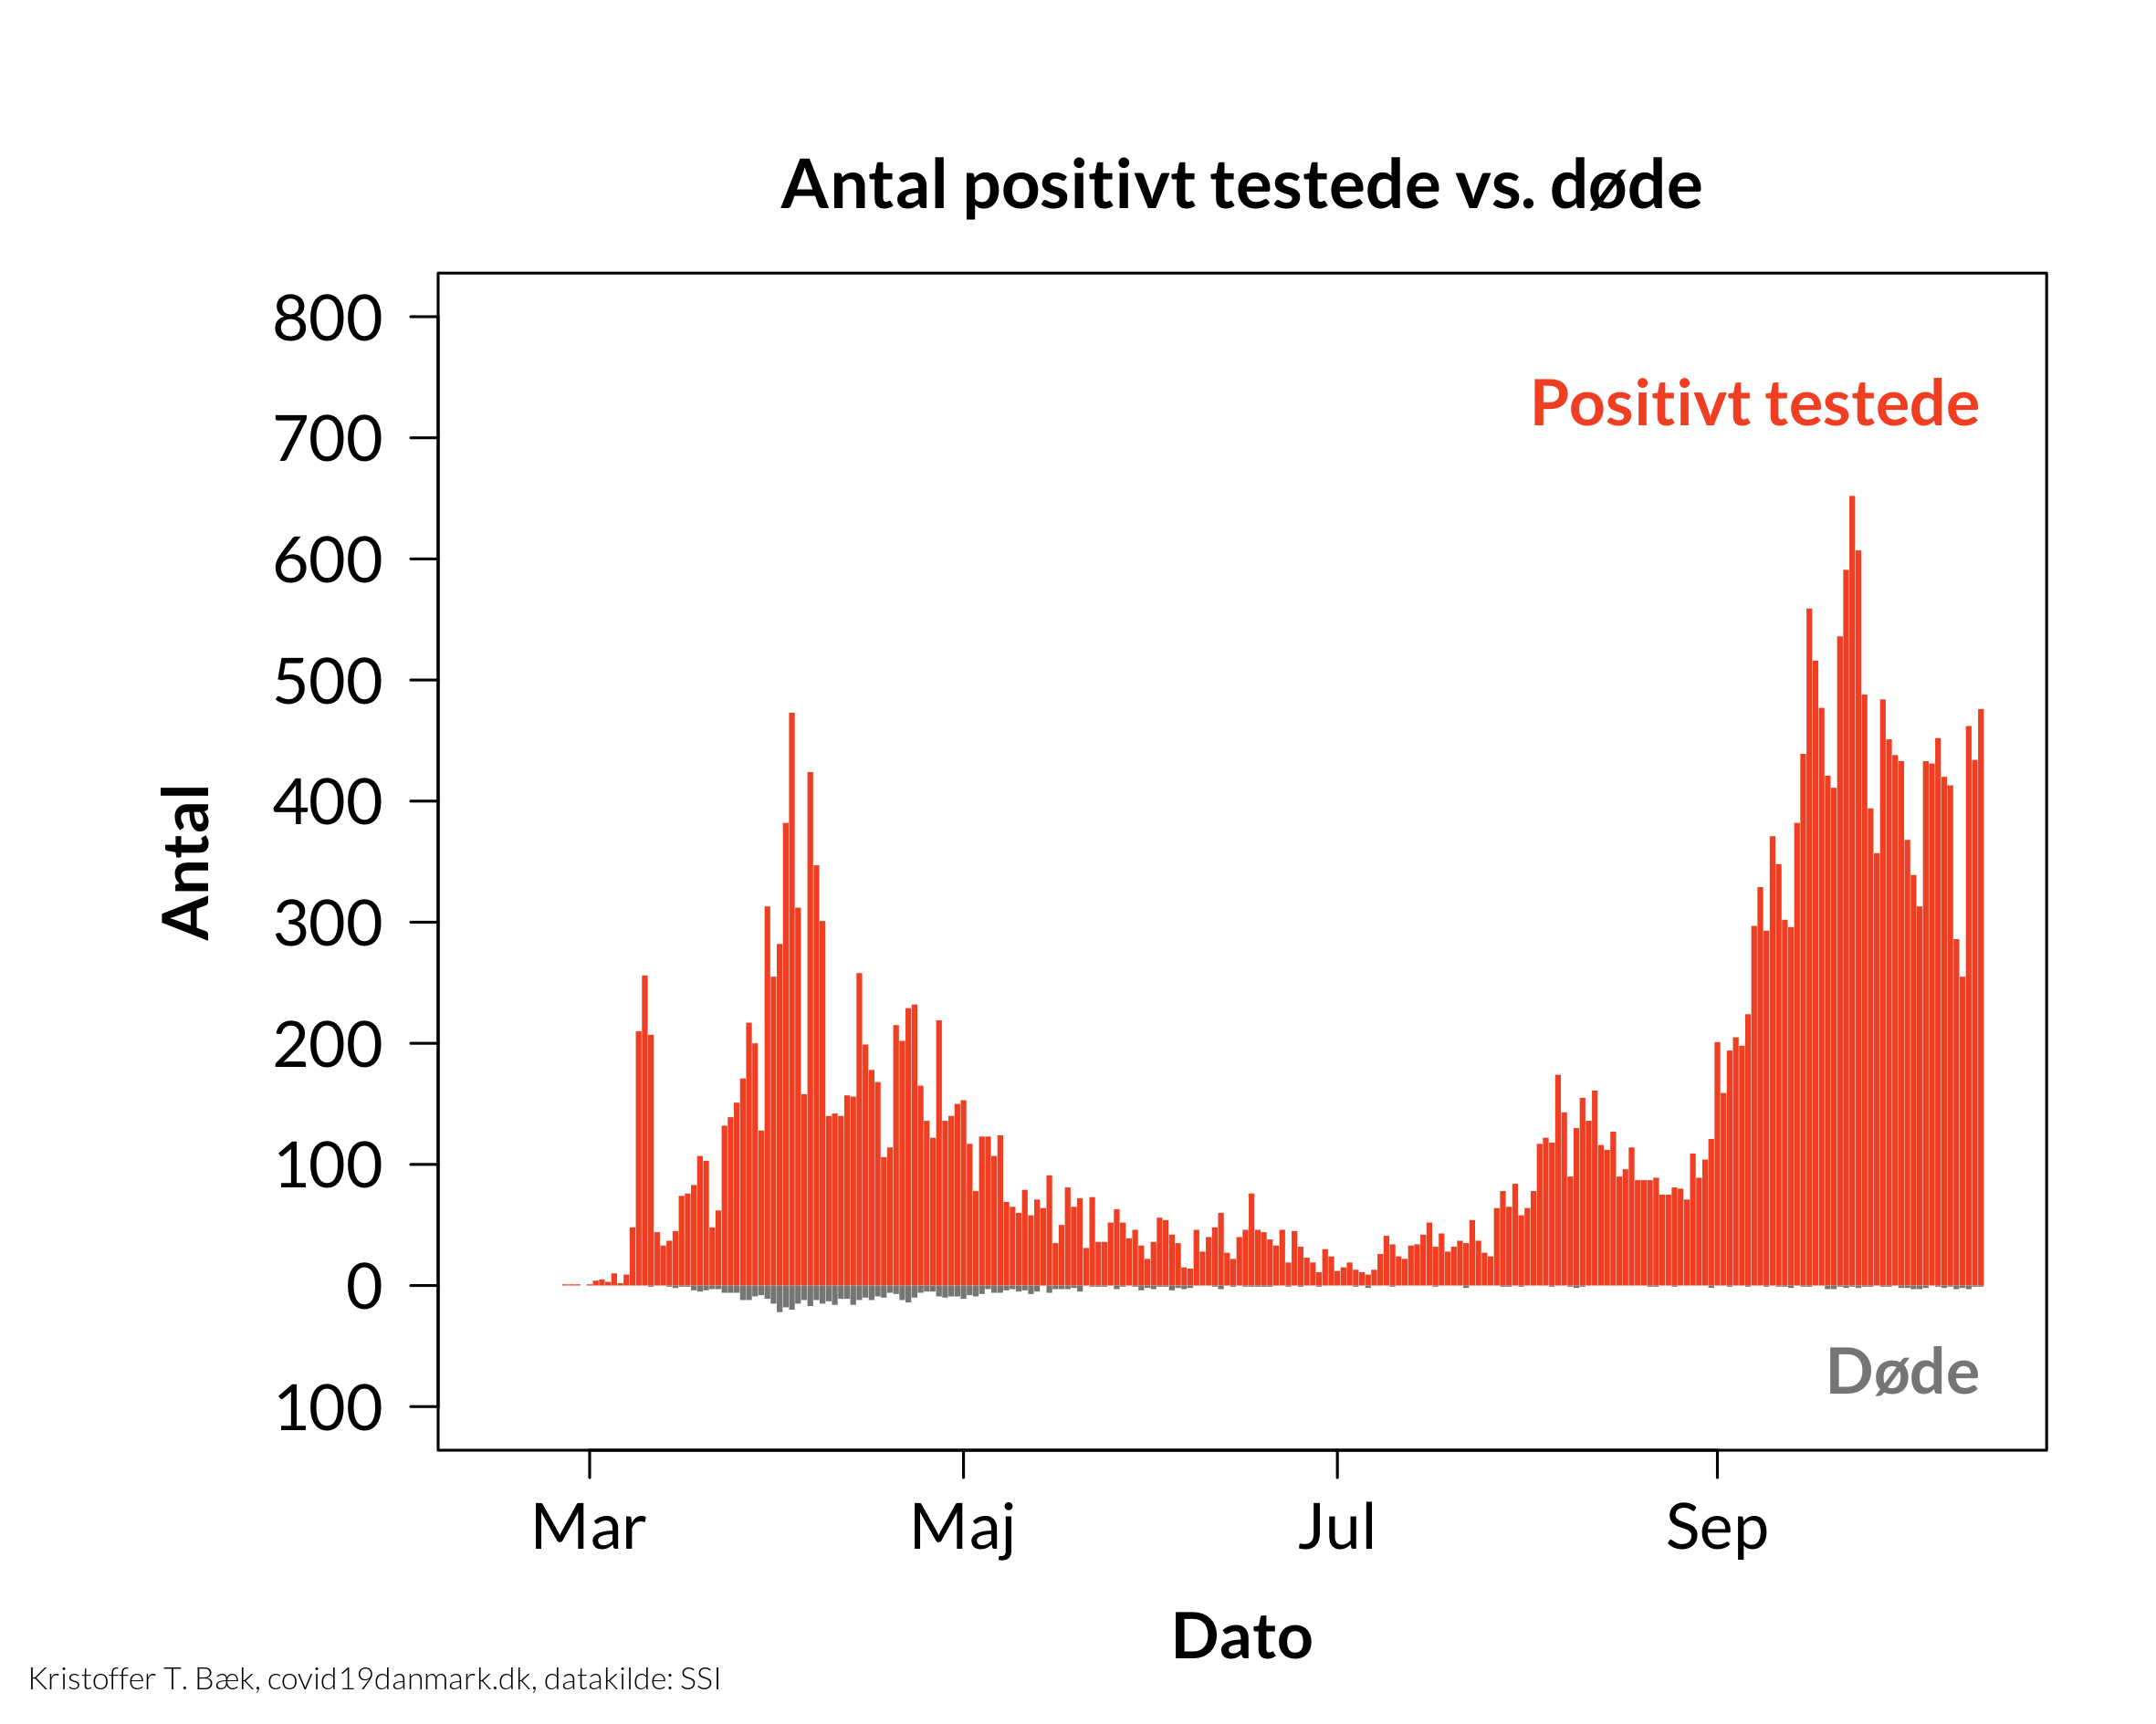 Antal positivt testede vs. døde
800
700
600
500
400
300
200
100
0
100
Antal
Positivt testede
Døde
Mar Maj Jul Sep
Dato
Kristoffer T. Bæk, covid19danmark.dk, datakilde: SSI